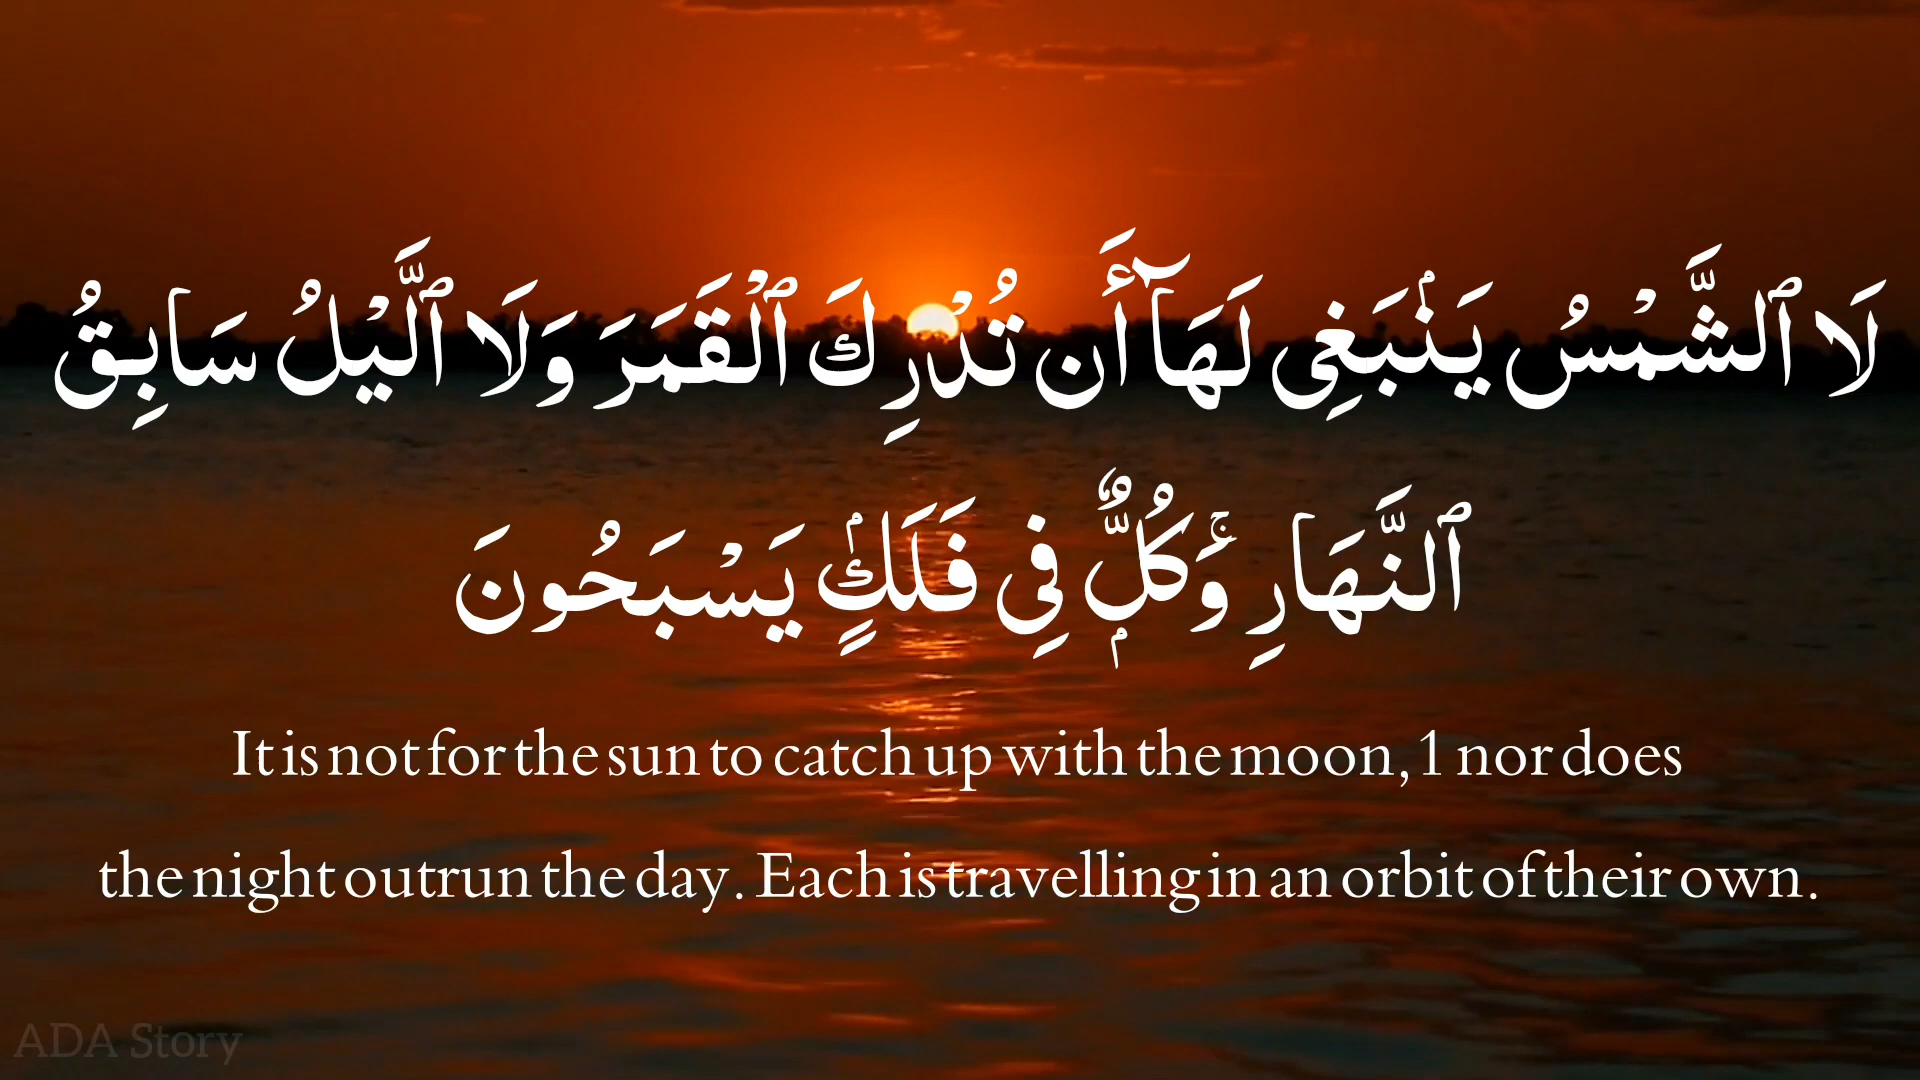 لَا ٱلشَّمْسُ يَنۢبَغِى لَهَآ أَن تُدْرِكَ ٱلْقَمَرَ وَلَا ٱلَّيْلُ سَابِقُ
ٱلنَّهَارِ ۚ وَكُلٌّۭ فِى فَلَكٍۢ يَسْبَحُونَ
It is not for the sun to catch up with the moon, 1 nor does
the night outrun the day. Each is travelling in an orbit of their own.
ADA Story